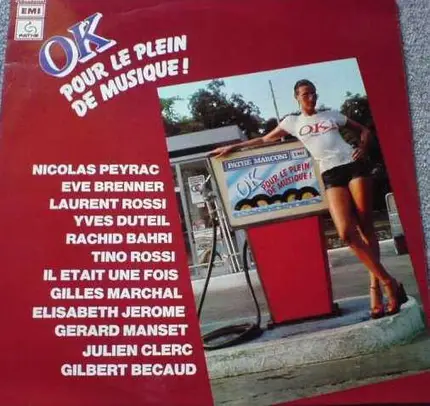 EMI
PATHE
OK
POUR LE PLEIN
DE MUSIQUE!
NICOLAS PEYRAC
EVE BRENNER
LAURENT ROSSI
YVES DUTEIL
RACHID BAHRI
TINO ROSSI
IL ETAIT UNE FOIS
GILLES MARCHAL
ELISABETH JEROME
GERARD MANSET
JULIEN CLERC
GILBERT BECAUD
PATHE MARCONI EMI
OK
POUR LE PLEIN
DE MUSIQUE!
O.K.